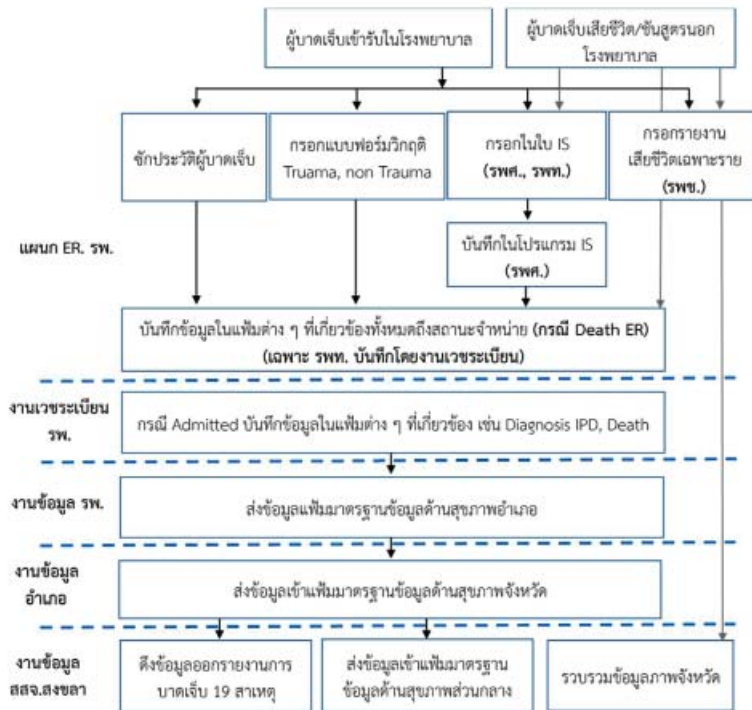 ผู้บาดเจ็บเข้ารับในโรงพยาบาล
ผู้บาดเจ็บเสียชีวิต/ชันสูตรนอก
โรงพยาบาล
ซักประวัติผู้บาดเจ็บ
กรอกแบบฟอร์มวิกฤติ
Truama, non Trauma
กรอกในใบ IS
(รพศ., รพท.)
กรอกรายงาน
เสียชีวิตเฉพาะราย
(รพช.)
แผนก ER. รพ.
บันทึกในโปรแกรม IS
(รพศ.)
บันทึกข้อมูลในแฟ้มต่าง ๆ ที่เกี่ยวข้องทั้งหมดถึงสถานะจำหน่าย (กรณี Death ER)
(เฉพาะ รพท. บันทึกโดยงานเวชระเบียน)
งานเวชระเบียน
รพ.
กรณี Admitted บันทึกข้อมูลในแฟ้มต่าง ๆ ที่เกี่ยวข้อง เช่น Diagnosis IPD, Death
งานข้อมูล รพ.
ส่งข้อมูลแฟ้มมาตรฐานข้อมูลด้านสุขภาพอำเภอ
งานข้อมูล
อำเภอ
ส่งข้อมูลเข้าแฟ้มมาตรฐานข้อมูลด้านสุขภาพจังหวัด
งานข้อมูล
สสจ.สงขลา
ดึงข้อมูลออกรายงานการ
บาดเจ็บ 19 สาเหตุ
ส่งข้อมูลเข้าแฟ้มมาตรฐาน
ข้อมูลด้านสุขภาพส่วนกลาง
รวบรวมข้อมูลภาพจังหวัด